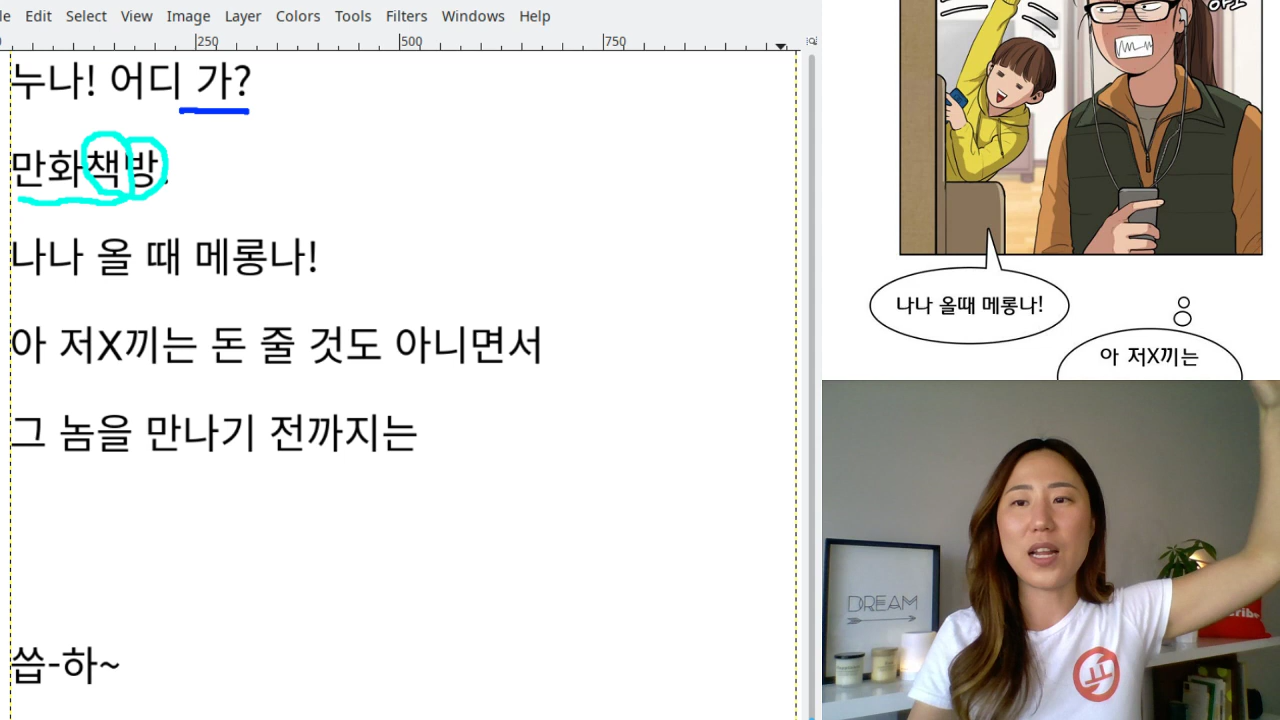 Edit Select View Image Layer Colors Tools Filters Windows Help
250 500 750
누나! 어디 가?
만화책방.
나나 올 때 메롱나!
아 저X끼는 돈 줄 것도 아니면서
그 놈을 만나기 전까지는
씁-하~
나나 올때 메롱나!
아 저X끼는
DREAM